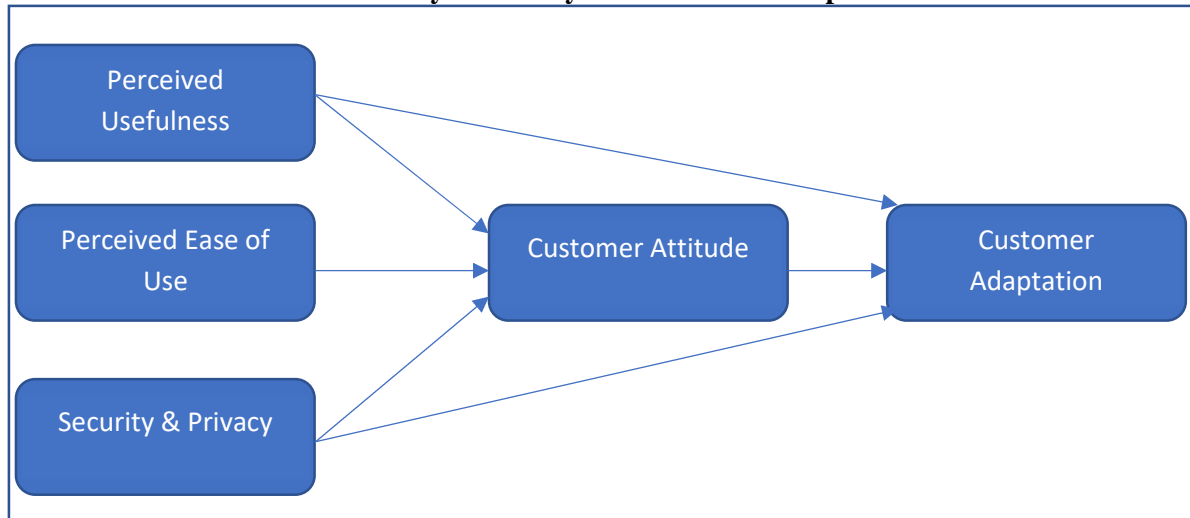 Perceived
Usefulness
Perceived Ease of
Use
Customer Attitude
Customer
Adaptation
Security & Privacy